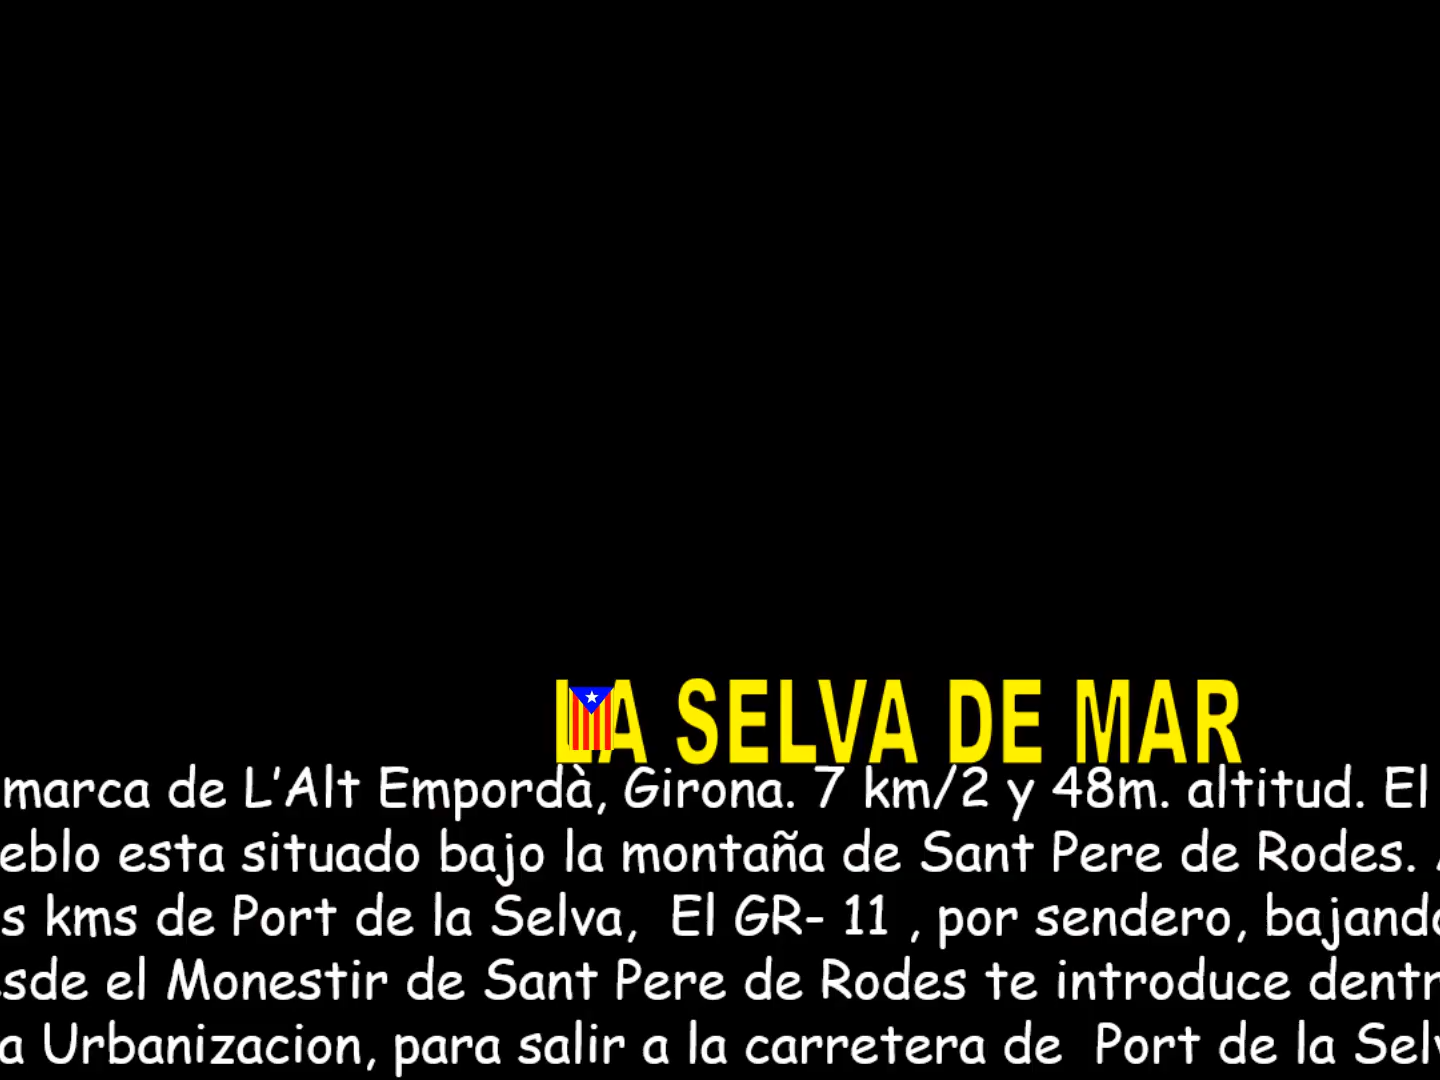 LA SELVA DE MAR
marca de L’Alt Empordà, Girona. 7 km/2 y 48m. altitud. El
eblo esta situado bajo la montaña de Sant Pere de Rodes.
s kms de Port de la Selva, El GR- 11 , por sendero, bajando
sde el Monestir de Sant Pere de Rodes te introduce dentr
a Urbanizacion, para salir a la carretera de Port de la Selv